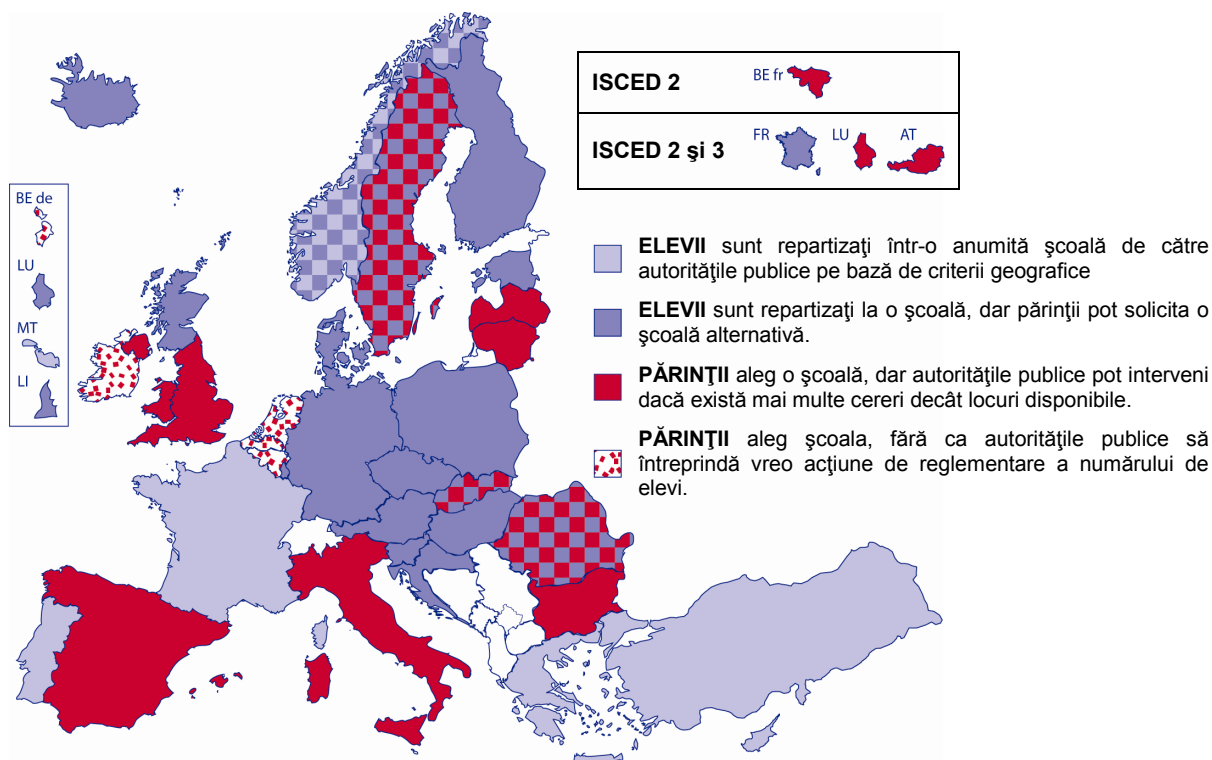 ISCED 2
BE fr
ISCED 2 şi 3
FR
LU
AT
BE de
LU
MT
LI
ELEVII sunt repartizaţi într-o anumită şcoală de către
autorităţile publice pe bază de criterii geografice
ELEVII sunt repartizaţi la o şcoală, dar părinţii pot solicita o
şcoală alternativă.
PĂRINŢII aleg o şcoală, dar autorităţile publice pot interveni
dacă există mai multe cereri decât locuri disponibile.
PĂRINŢII aleg şcoala, fără ca autorităţile publice să
întreprindă vreo acţiune de reglementare a numărului de
elevi.